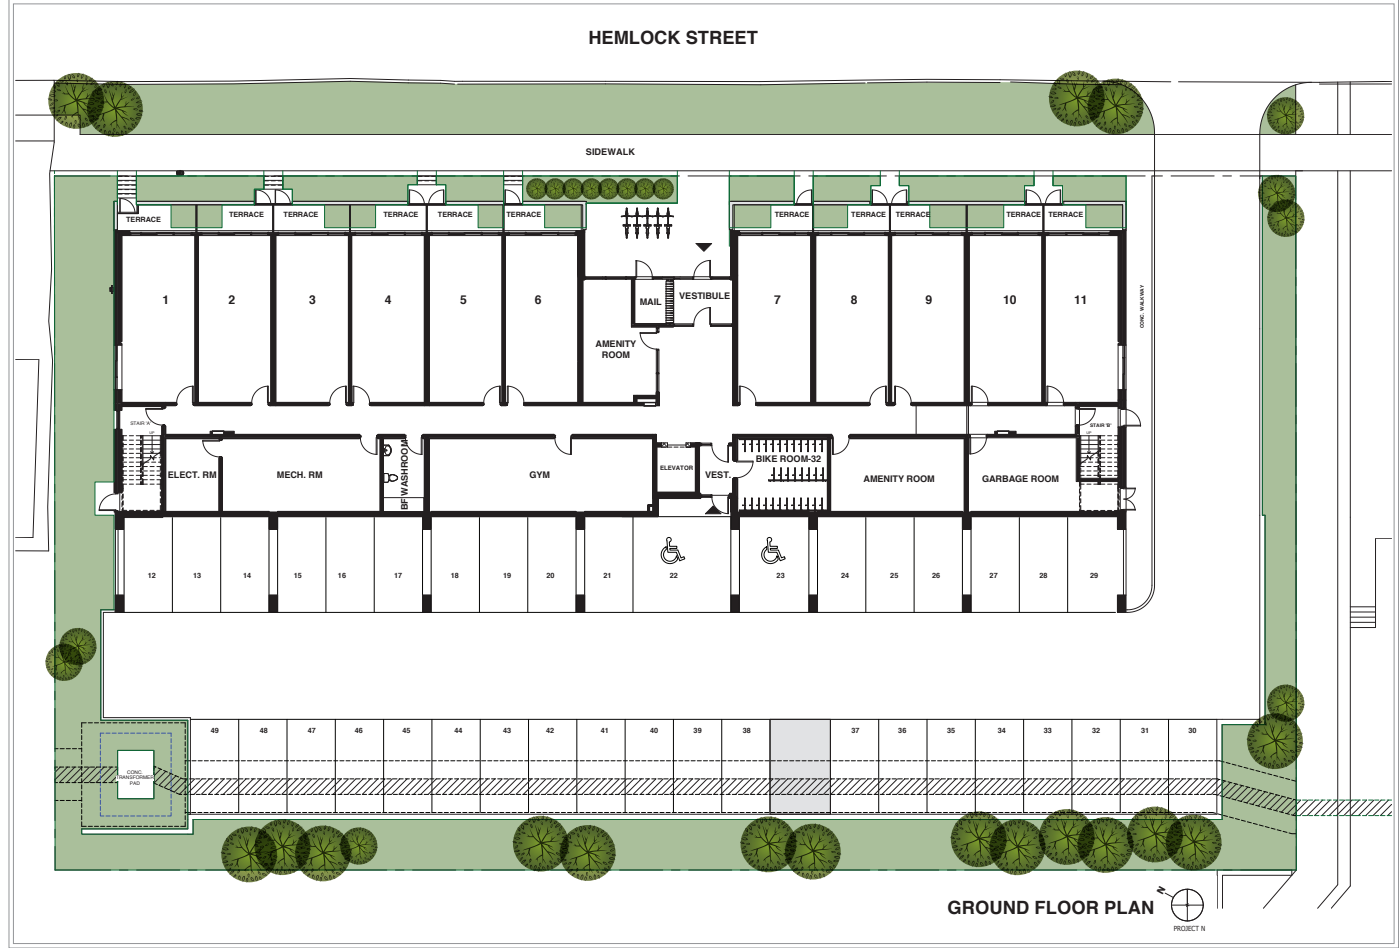 HEMLOCK STREET
SIDEWALK
TERRACE
TERRACE
TERRACE
TERRACE
TERRACE
TERRACE
TERRACE
TERRACE
TERRACE
TERRACE
TERRACE
1
2
3
4
5
6
MAIL
VESTIBULE
7
8
9
10
11
CONC. WALKWAY
AMENITY
ROOM
STAIR 'A'
UP
STAIR 'B'
UP
ELECT. RM
MECH. RM
BF WASHROOM
GYM
ELEVATOR
VEST.
BIKE ROOM-32
AMENITY ROOM
GARBAGE ROOM
12
13
14
15
16
17
18
19
20
21
22
23
24
25
26
27
28
29
49
48
47
46
45
44
43
42
41
40
39
38
37
36
35
34
33
32
31
30
CONC.
TRANSFORMER
PAD
GROUND FLOOR PLAN
N
PROJECT N